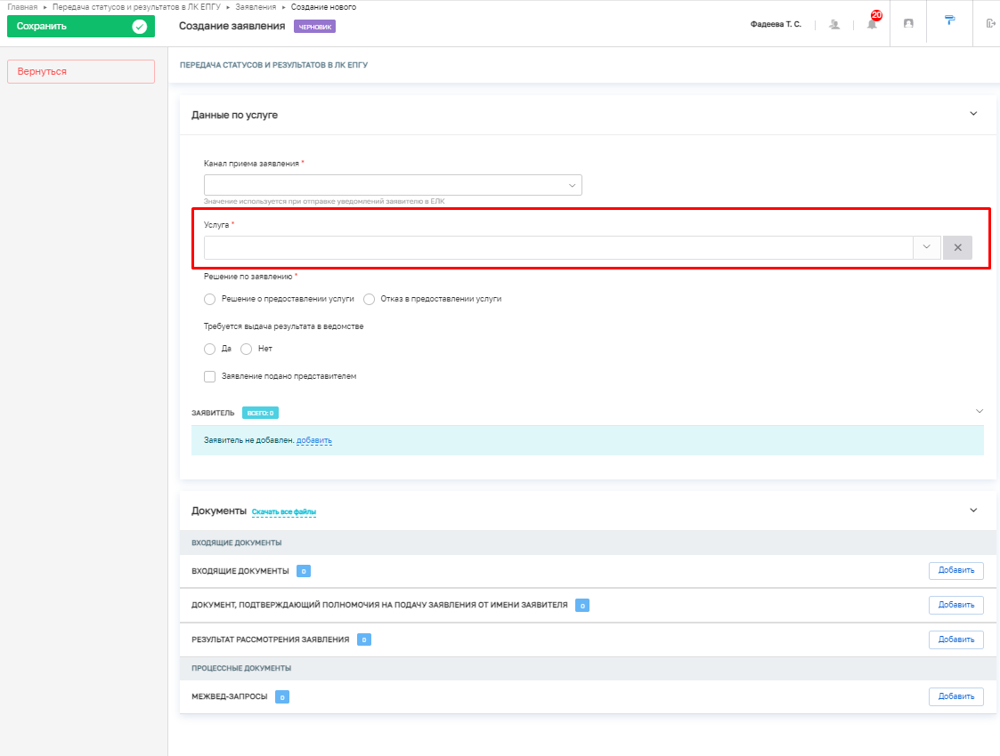 Главная ▸ Передача статусов и результатов в ЛК ЕПГУ ▸ Заявления ▸ Создание нового
Сохранить
Создание заявления ЧЕРНОВИК
Фадеева Т. С.
20
Вернуться
ПЕРЕДАЧА СТАТУСОВ И РЕЗУЛЬТАТОВ В ЛК ЕПГУ
Данные по услуге
Канал приема заявления *
Значение используется при отправке уведомлений заявителю в ЕЛК
Услуга *
Решение по заявлению *
Решение о предоставлении услуги Отказ в предоставлении услуги
Требуется выдача результата в ведомстве
Да Нет
Заявление подано представителем
ЗАЯВИТЕЛЬ ВСЕГО: 0
Заявитель не добавлен. добавить
Документы Скачать все файлы
ВХОДЯЩИЕ ДОКУМЕНТЫ
ВХОДЯЩИЕ ДОКУМЕНТЫ 0 Добавить
ДОКУМЕНТ, ПОДТВЕРЖДАЮЩИЙ ПОЛНОМОЧИЯ НА ПОДАЧУ ЗАЯВЛЕНИЯ ОТ ИМЕНИ ЗАЯВИТЕЛЯ 0 Добавить
РЕЗУЛЬТАТ РАССМОТРЕНИЯ ЗАЯВЛЕНИЯ 0 Добавить
ПРОЦЕССНЫЕ ДОКУМЕНТЫ
МЕЖВЕД-ЗАПРОСЫ 0 Добавить